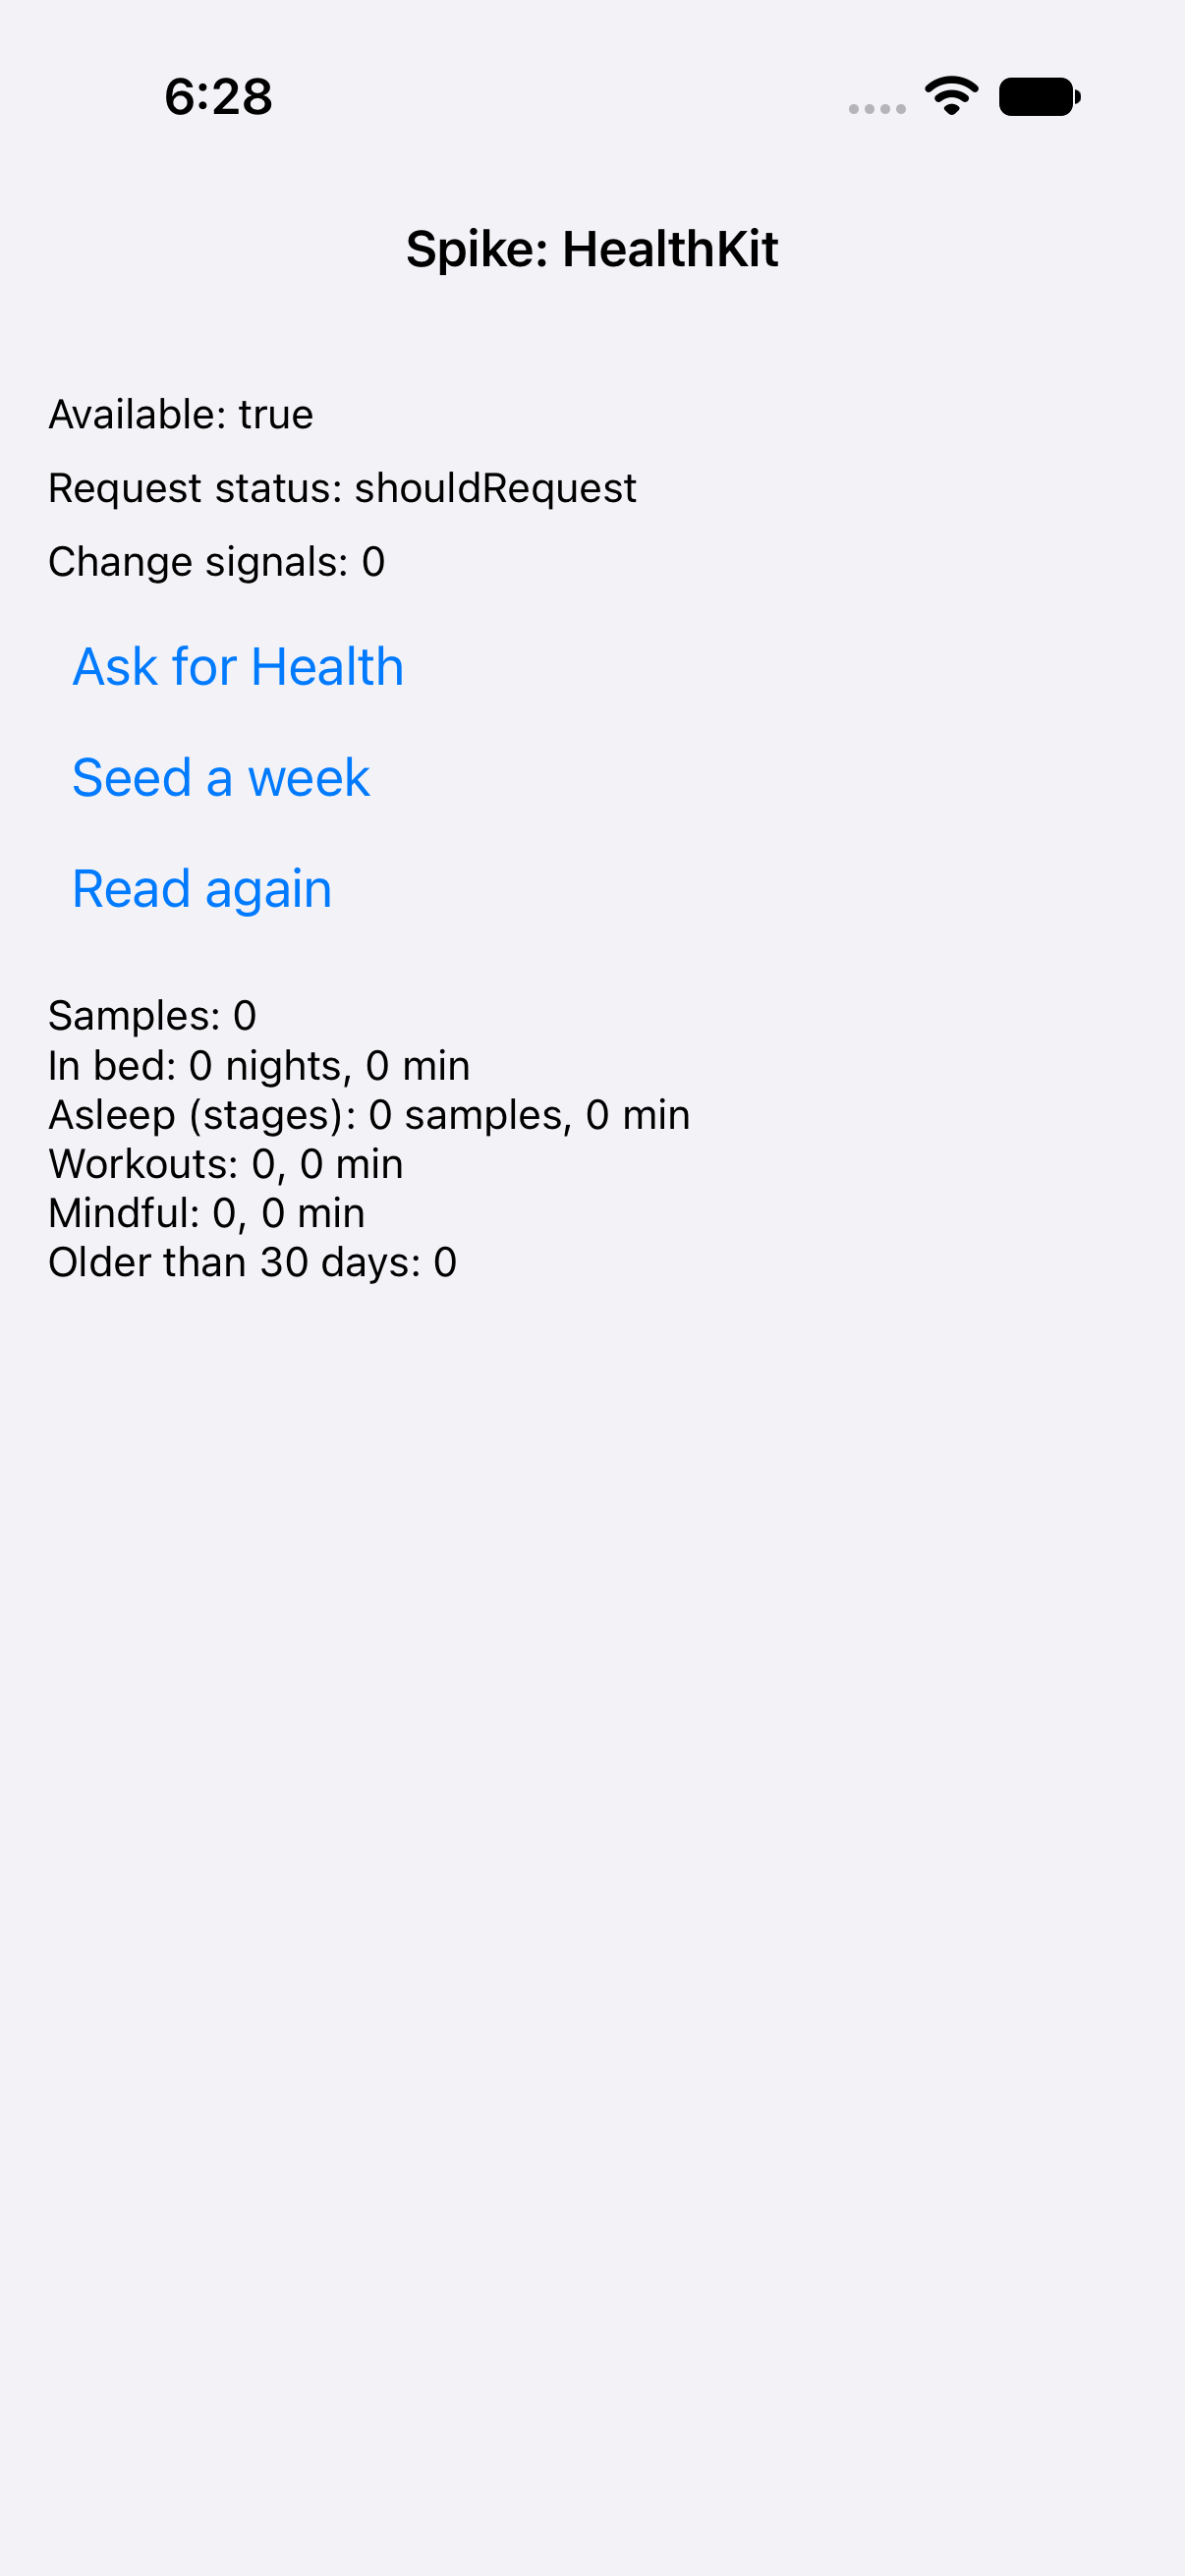 6:28
Spike: HealthKit
Available: true
Request status: shouldRequest
Change signals: 0
Ask for Health
Seed a week
Read again
Samples: 0
In bed: 0 nights, 0 min
Asleep (stages): 0 samples, 0 min
Workouts: 0, 0 min
Mindful: 0, 0 min
Older than 30 days: 0